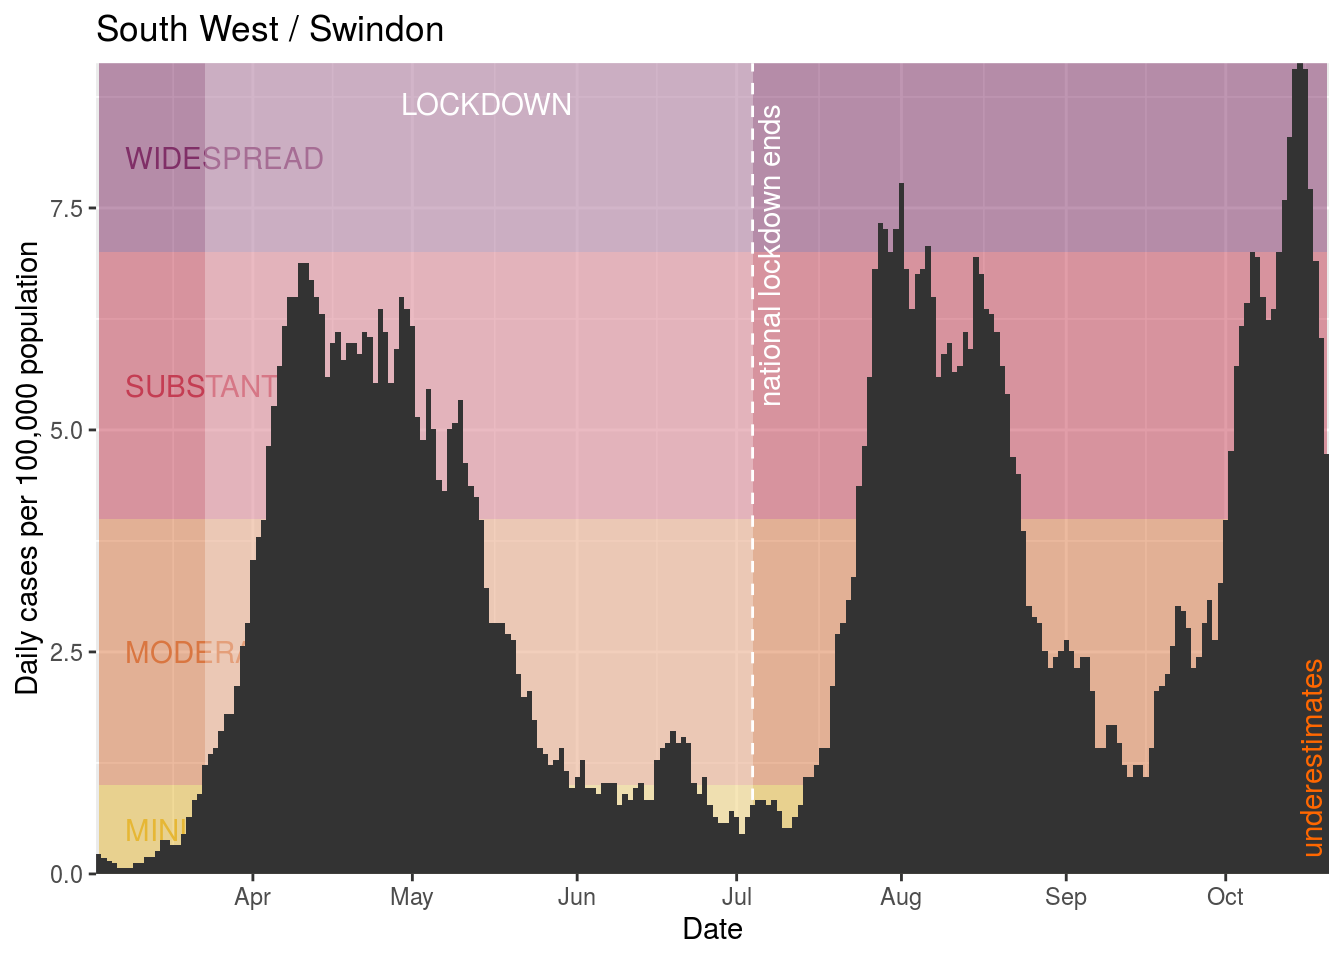 South West / Swindon
LOCKDOWN
WIDESPREAD
national lockdown ends
7.5
SUBSTANT
5.0
MODERA
2.5
MINI
0.0
underestimates
Daily cases per 100,000 population
Apr May Jun Jul Aug Sep Oct
Date